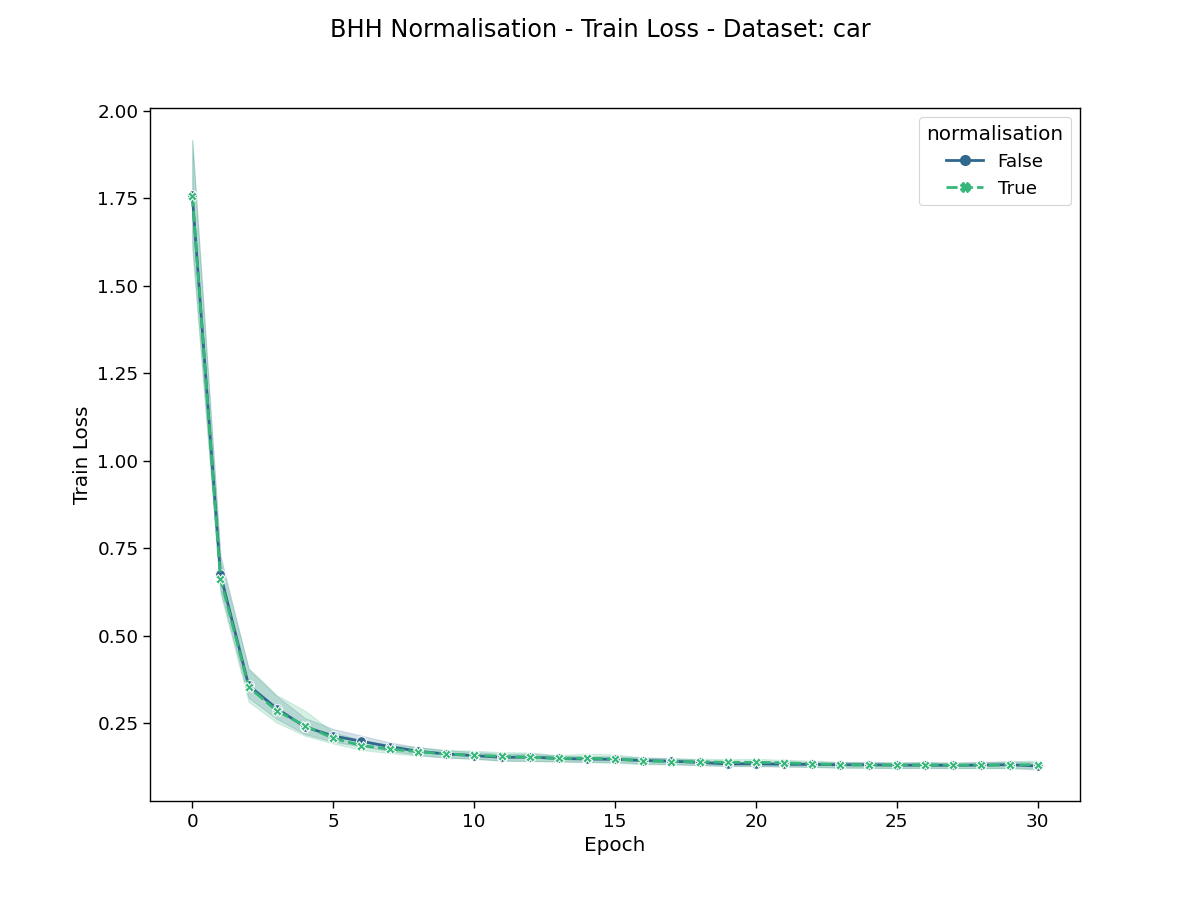 BHH Normalisation - Train Loss - Dataset: car
2.00
1.75
1.50
1.25
1.00
0.75
0.50
0.25
Train Loss
normalisation
False
True
0 5 10 15 20 25 30
Epoch